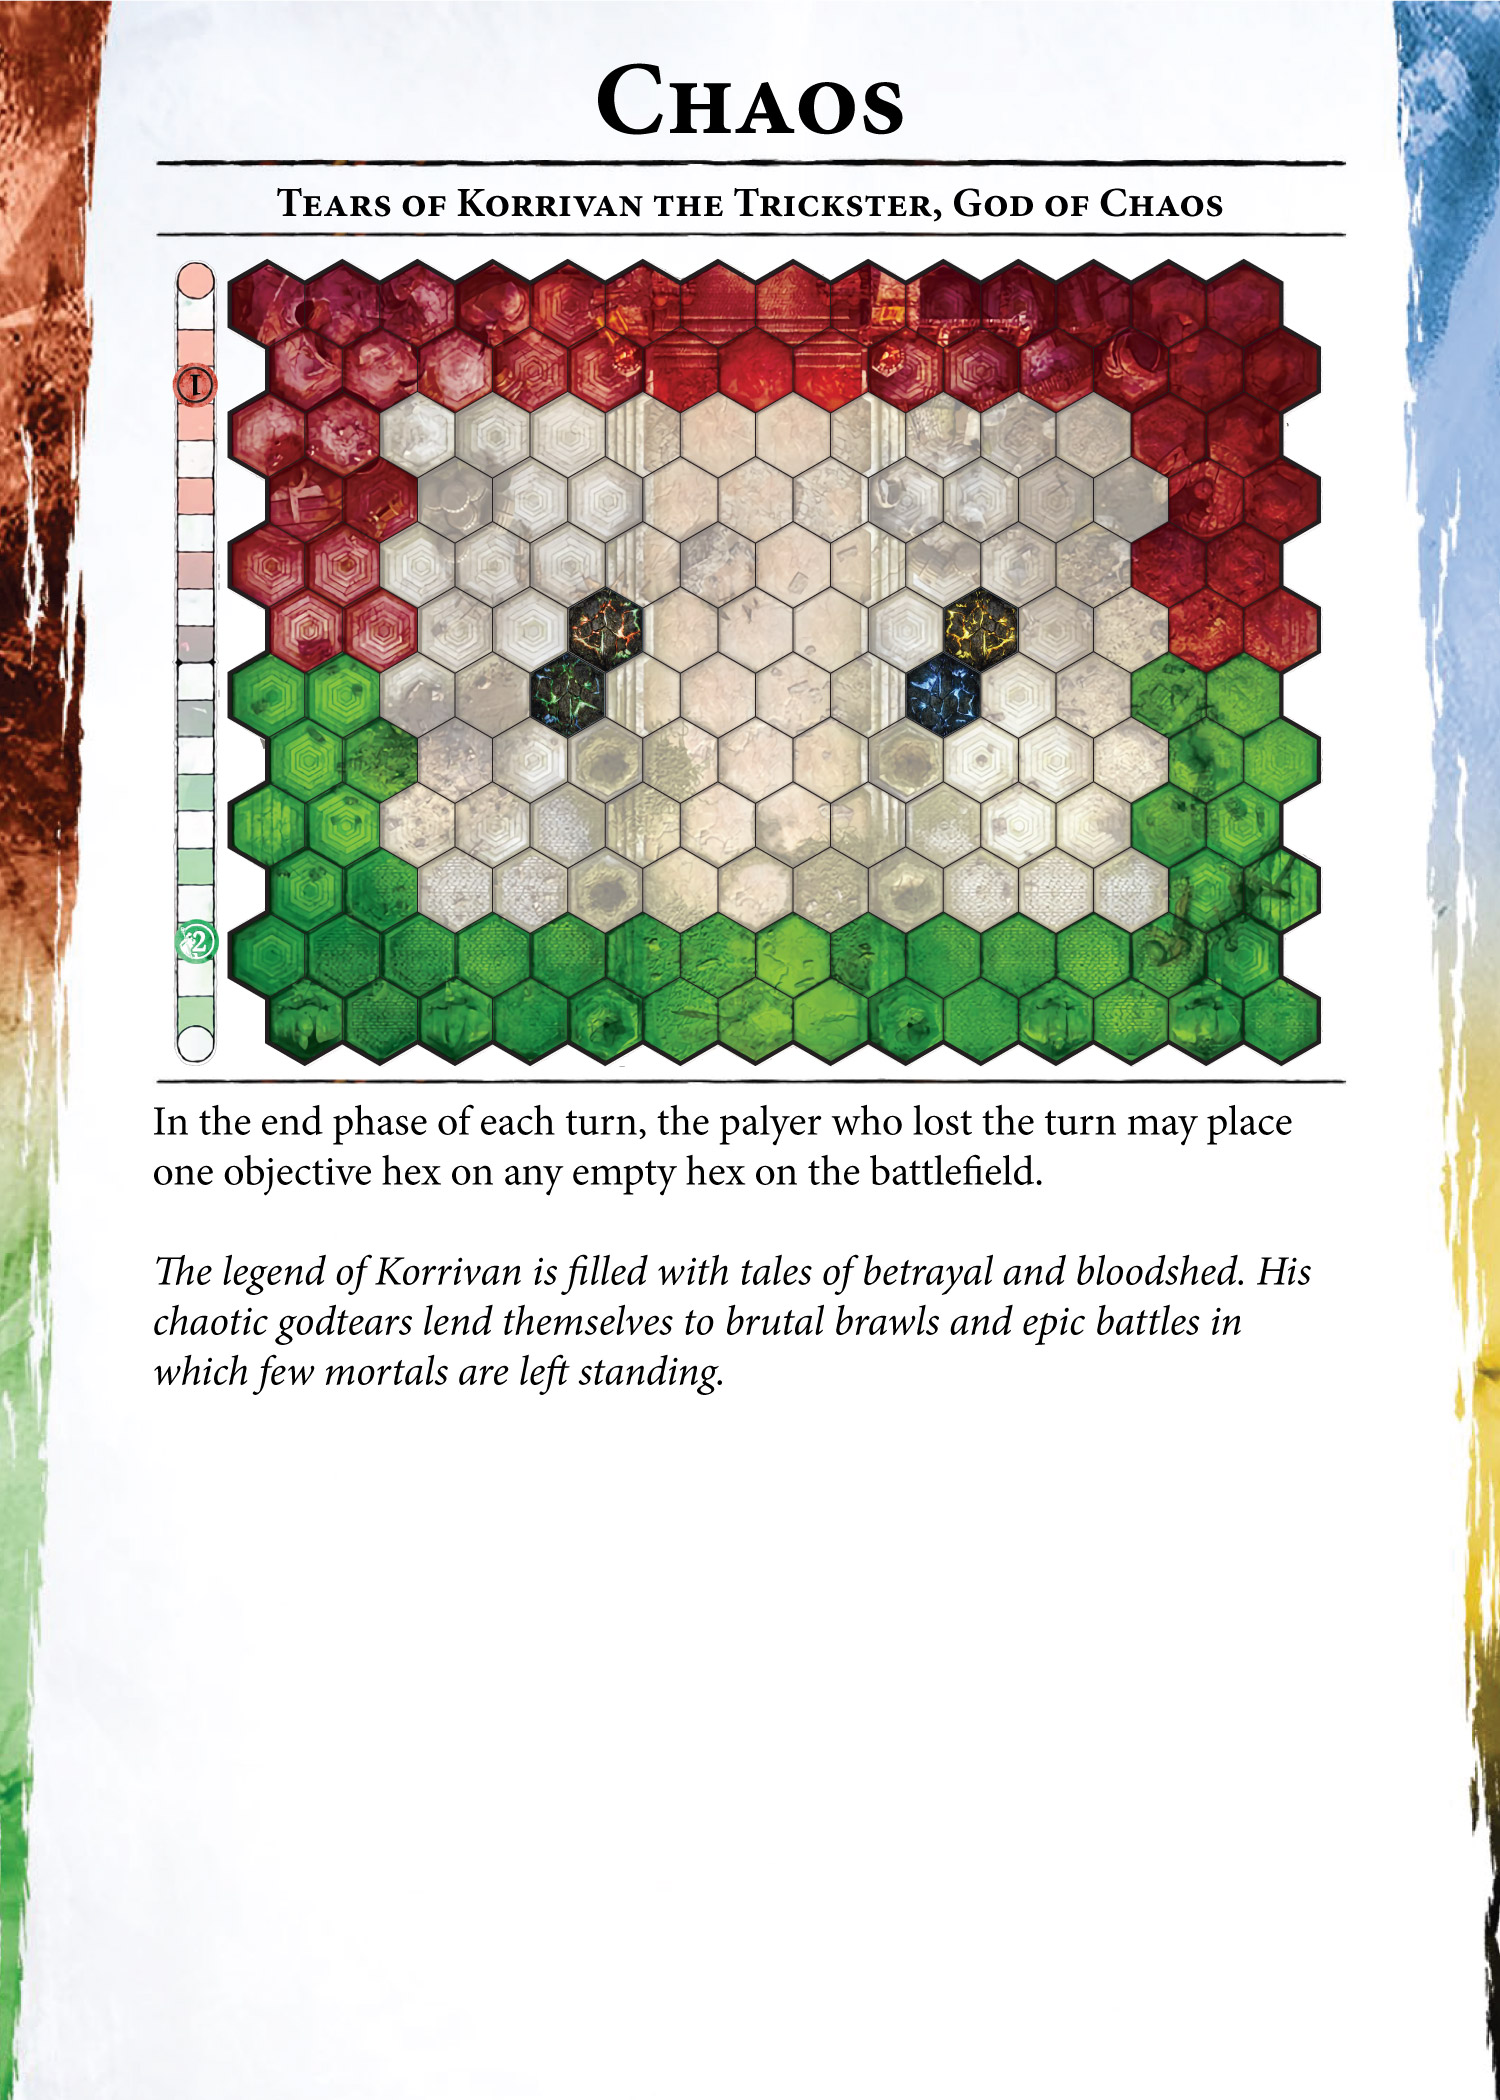 Chaos
Tears of Korrivan the Trickster, God of Chaos
1
2
In the end phase of each turn, the palyer who lost the turn may place
one objective hex on any empty hex on the battlefield.
The legend of Korrivan is filled with tales of betrayal and bloodshed. His
chaotic godtears lend themselves to brutal brawls and epic battles in
which few mortals are left standing.